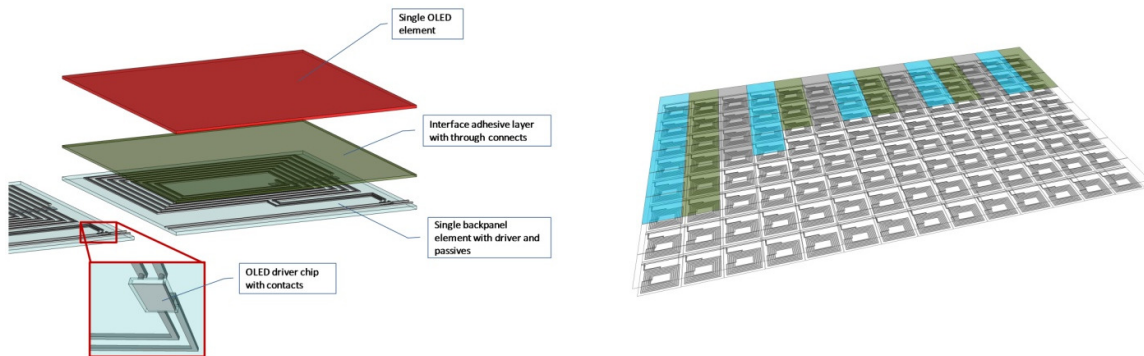 Single OLED
element
Interface adhesive layer
with through connects
Single backpanel
element with driver and
passives
OLED driver chip
with contacts